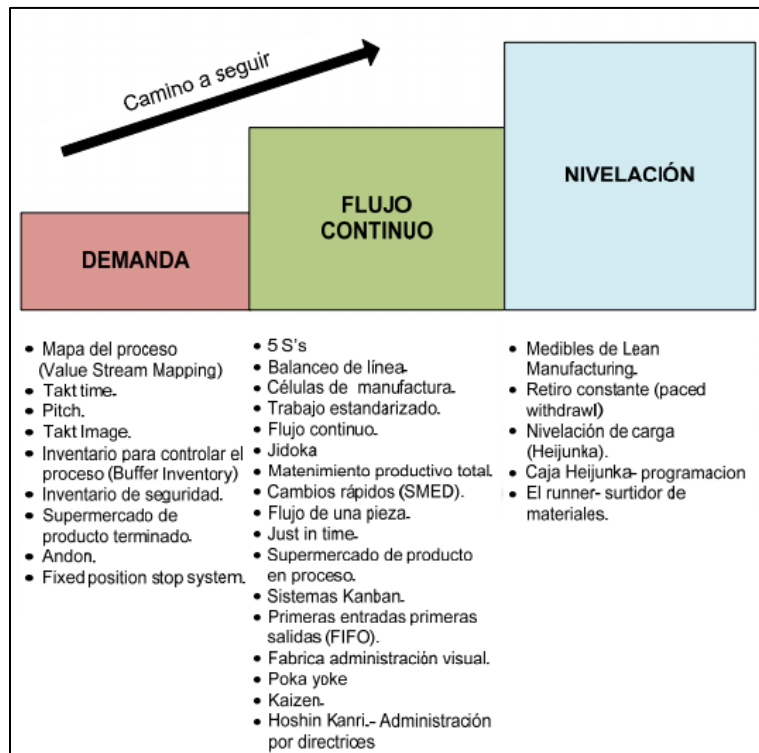 Camino a seguir
DEMANDA
FLUJO
CONTINUO
NIVELACIÓN
• Mapa del proceso
(Value Stream Mapping)
• Takt time.
• Pitch.
• Takt Image.
• Inventario para controlar el
proceso (Buffer Inventory)
• Inventario de seguridad.
• Supermercado de
producto terminado.
• Andon.
• Fixed position stop system.
• 5 S's
• Balanceo de línea.
• Células de manufactura.
• Trabajo estandarizado.
• Flujo continuo.
• Jidoka
• Matenimiento productivo total.
• Cambios rápidos (SMED).
• Flujo de una pieza.
• Just in time.
• Supermercado de producto
en proceso.
• Sistemas Kanban.
• Primeras entradas primeras
salidas (FIFO).
• Fabrica administración visual.
• Poka yoke
• Kaizen.
• Hoshin Kanri.- Administración
por directrices
• Medibles de Lean
Manufacturing.
• Retiro constante (paced
withdrawl)
• Nivelación de carga
(Heijunka).
• Caja Heijunka- programacion
• El runner- surtidor de
materiales.